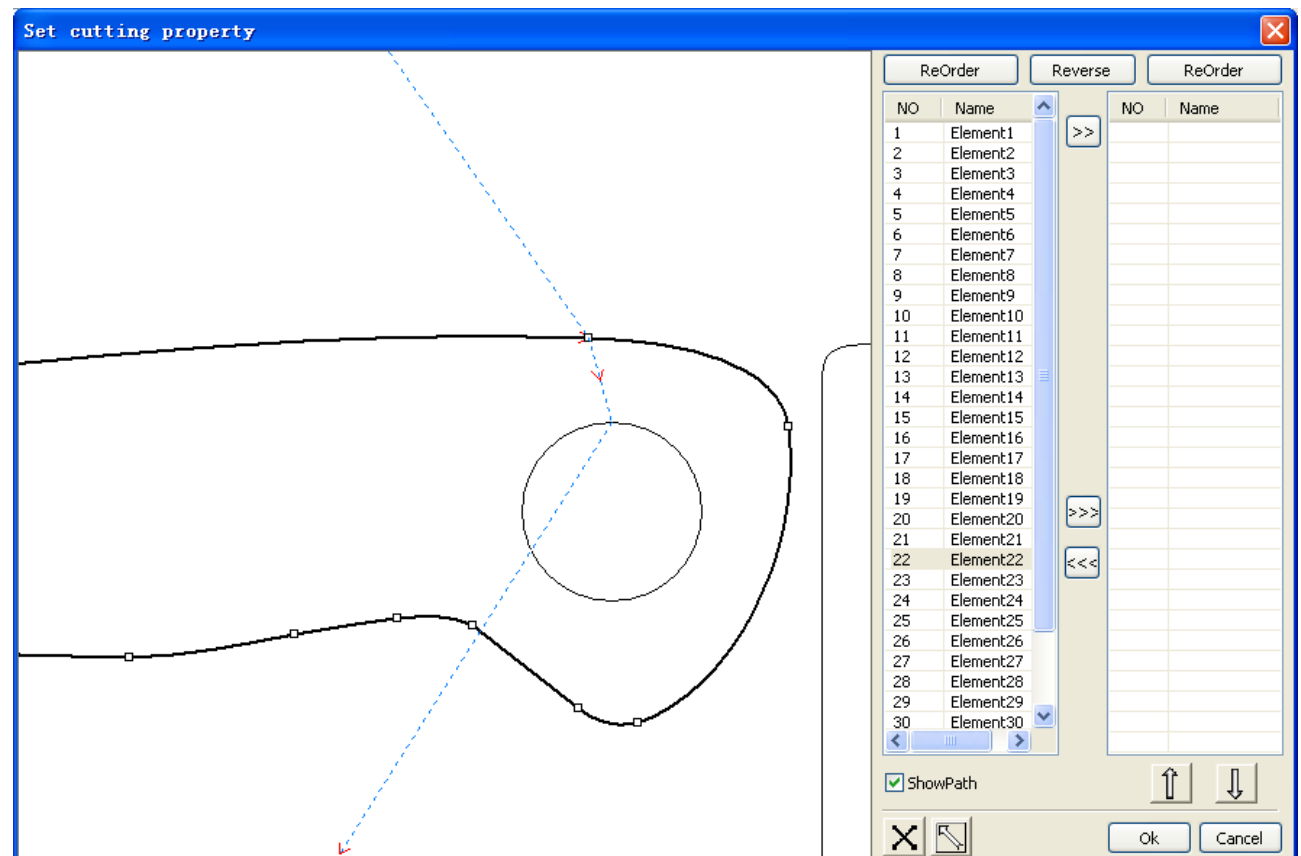 Set cutting property
ReOrder Reverse ReOrder
NO Name NO Name
1 Element1 >>
2 Element2
3 Element3
4 Element4
5 Element5
6 Element6
7 Element7
8 Element8
9 Element9
10 Element10
11 Element11
12 Element12
13 Element13
14 Element14
15 Element15
16 Element16
17 Element17
18 Element18
19 Element19
20 Element20 >>>
21 Element21
22 Element22 <<<
23 Element23
24 Element24
25 Element25
26 Element26
27 Element27
28 Element28
29 Element29
30 Element30
ShowPath
Ok Cancel